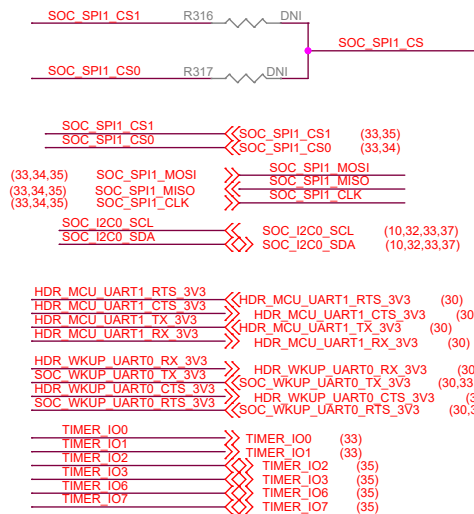 SOC_SPI1_CS1 R316 DNI
SOC_SPI1_CS
SOC_SPI1_CS0 R317 DNI
SOC_SPI1_CS1 SOC_SPI1_CS1 (33,35)
SOC_SPI1_CS0 SOC_SPI1_CS0 (33,34)
(33,34,35) SOC_SPI1_MOSI SOC_SPI1_MOSI
(33,34,35) SOC_SPI1_MISO SOC_SPI1_MISO
(33,34,35) SOC_SPI1_CLK SOC_SPI1_CLK
SOC_I2C0_SCL SOC_I2C0_SCL (10,32,33,37)
SOC_I2C0_SDA SOC_I2C0_SDA (10,32,33,37)
HDR_MCU_UART1_RTS_3V3 HDR_MCU_UART1_RTS_3V3 (30)
HDR_MCU_UART1_CTS_3V3 HDR_MCU_UART1_CTS_3V3 (30
HDR_MCU_UART1_TX_3V3 HDR_MCU_UART1_TX_3V3 (30)
HDR_MCU_UART1_RX_3V3 HDR_MCU_UART1_RX_3V3 (30)
HDR_WKUP_UART0_RX_3V3 HDR_WKUP_UART0_RX_3V3 (30
SOC_WKUP_UART0_TX_3V3 SOC_WKUP_UART0_TX_3V3 (30,33
HDR_WKUP_UART0_CTS_3V3 HDR_WKUP_UART0_CTS_3V3
SOC_WKUP_UART0_RTS_3V3 SOC_WKUP_UART0_RTS_3V3 (30,
TIMER_IO0 TIMER_IO0 (33)
TIMER_IO1 TIMER_IO1 (33)
TIMER_IO2 TIMER_IO2 (35)
TIMER_IO3 TIMER_IO3 (35)
TIMER_IO6 TIMER_IO6 (35)
TIMER_IO7 TIMER_IO7 (35)